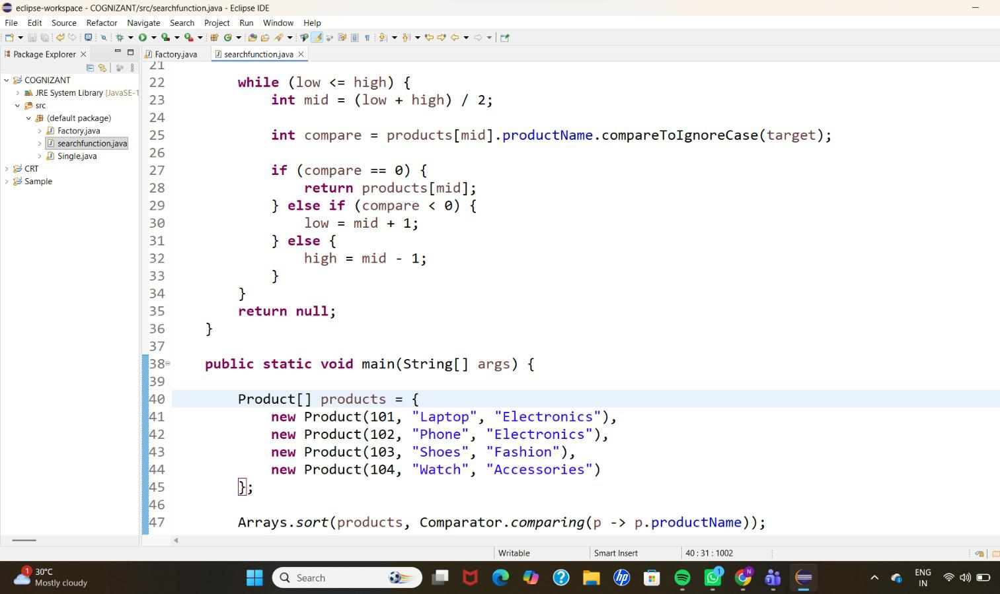 eclipse-workspace - COGNIZANT/src/searchfunction.java - Eclipse IDE
File Edit Source Refactor Navigate Search Project Run Window Help
Package Explorer
Factory.java
searchfunction.java
COGNIZANT
JRE System Library [JavaSE-1
src
(default package)
Factory.java
searchfunction.java
Single.java
CRT
Sample
21
22 while (low <= high) {
23 int mid = (low + high) / 2;
24
25 int compare = products[mid].productName.compareToIgnoreCase(target);
26
27 if (compare == 0) {
28 return products[mid];
29 } else if (compare < 0) {
30 low = mid + 1;
31 } else {
32 high = mid - 1;
33 }
34 }
35 return null;
36 }
37
38 public static void main(String[] args) {
39
40 Product[] products = {
41 new Product(101, "Laptop", "Electronics"),
42 new Product(102, "Phone", "Electronics"),
43 new Product(103, "Shoes", "Fashion"),
44 new Product(104, "Watch", "Accessories")
45 };
46
47 Arrays.sort(products, Comparator.comparing(p -> p.productName));
Writable Smart Insert 40 : 31 : 1002
1
30°C
Mostly cloudy
Search
hp
1
N
ENG
IN